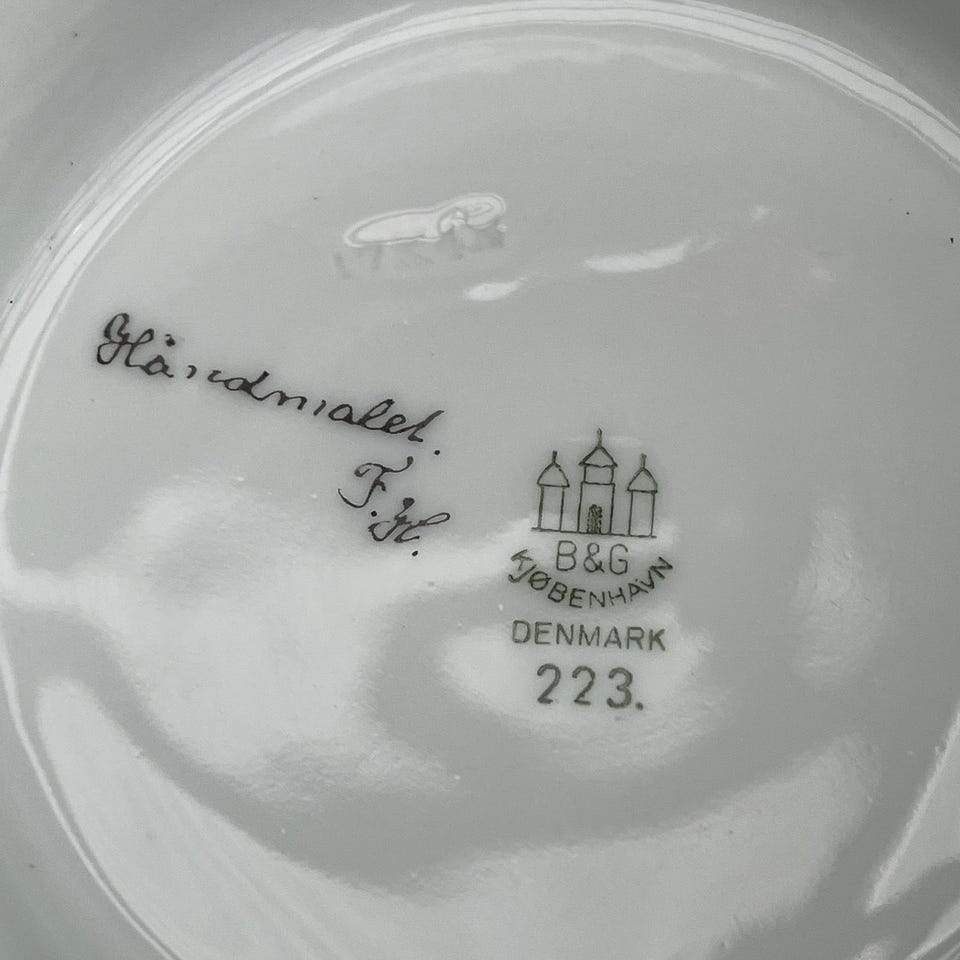 Håndmalet.
F.H.
B&G
KJØBENHAVN
DENMARK
223.